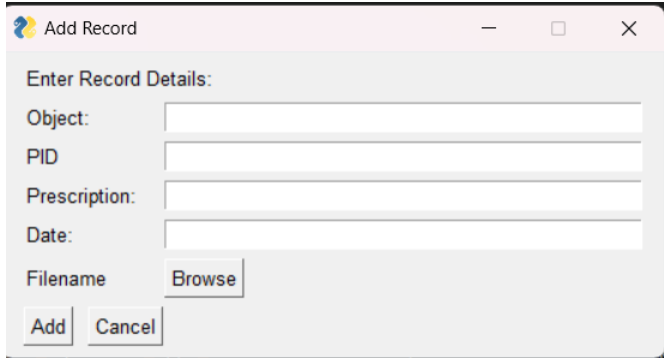 Add Record
Enter Record Details:
Object:
PID
Prescription:
Date:
Filename Browse
Add Cancel